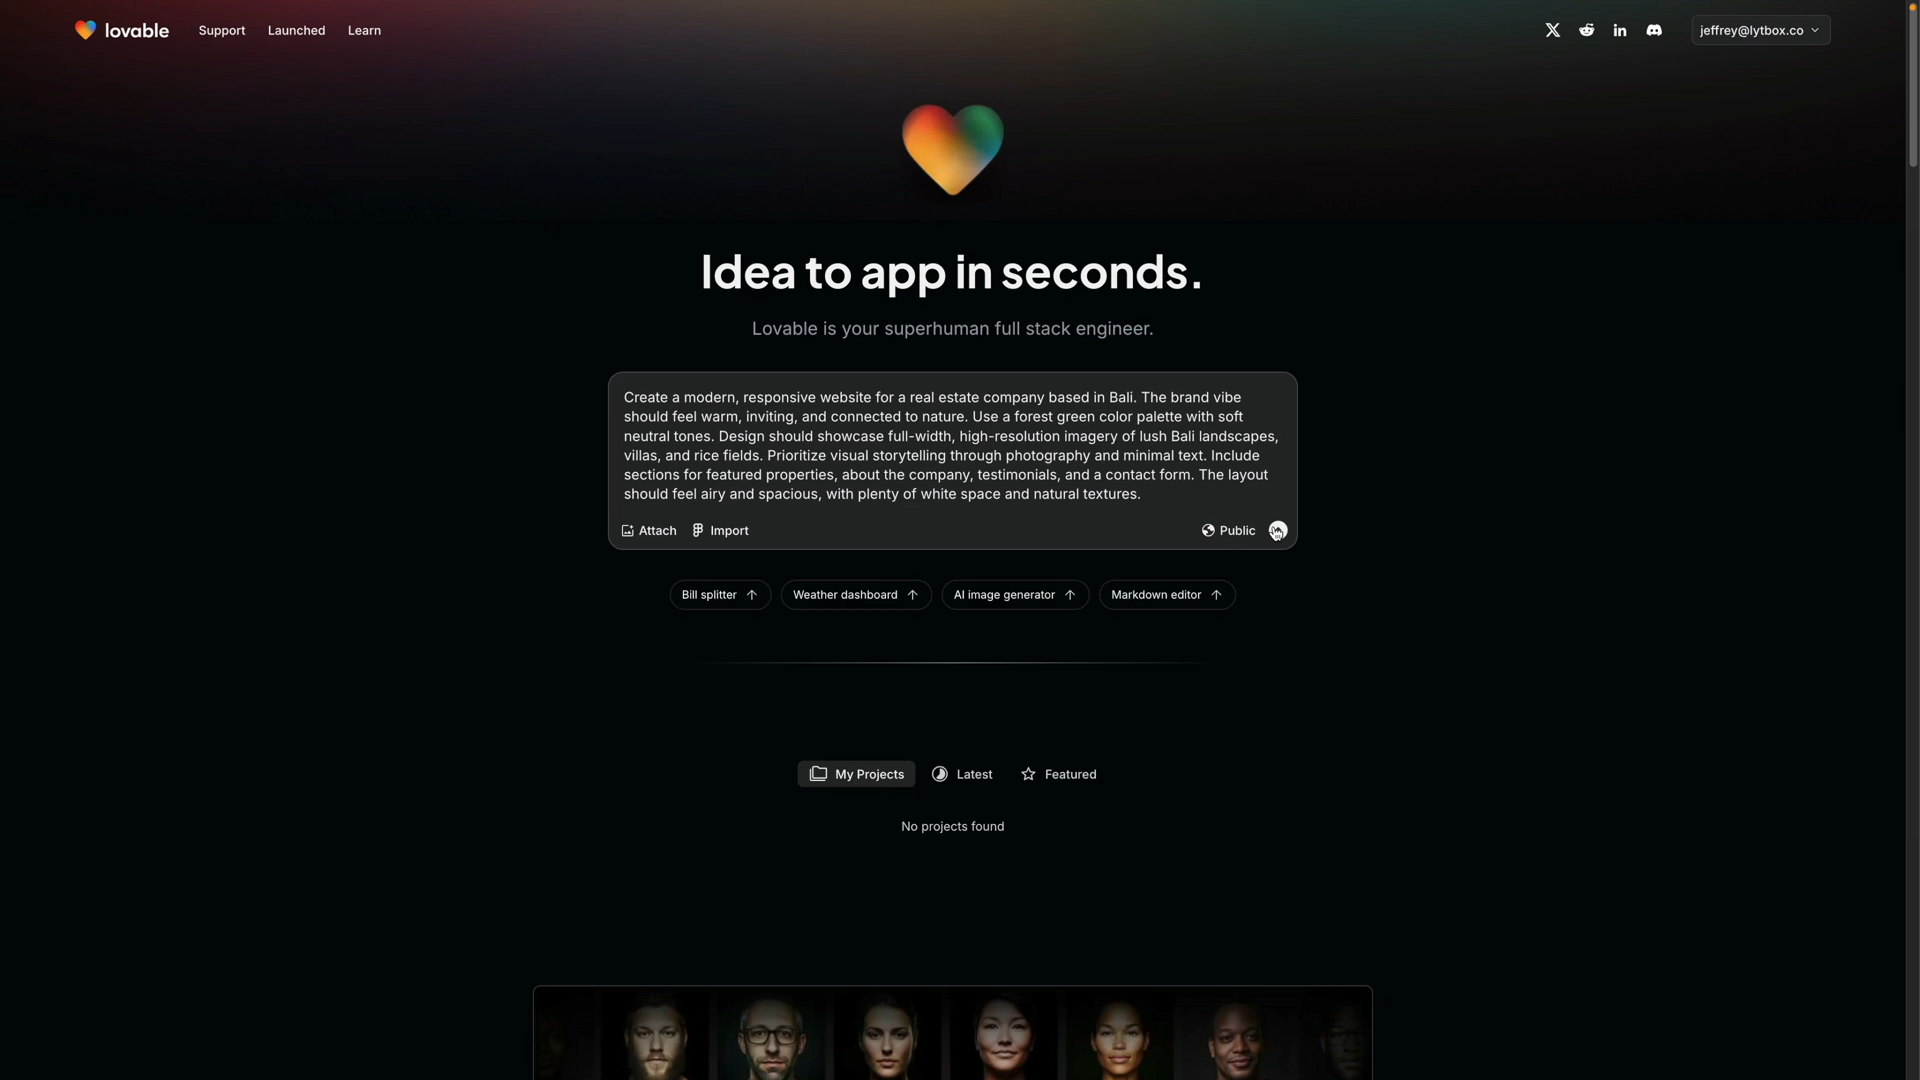 lovable
Support
Launched
Learn
jeffrey@lytbox.co
Idea to app in seconds.
Lovable is your superhuman full stack engineer.
Create a modern, responsive website for a real estate company based in Bali. The brand vibe
should feel warm, inviting, and connected to nature. Use a forest green color palette with soft
neutral tones. Design should showcase full-width, high-resolution imagery of lush Bali landscapes,
villas, and rice fields. Prioritize visual storytelling through photography and minimal text. Include
sections for featured properties, about the company, testimonials, and a contact form. The layout
should feel airy and spacious, with plenty of white space and natural textures.
Attach
Import
Public
Bill splitter
Weather dashboard
AI image generator
Markdown editor
My Projects
Latest
Featured
No projects found